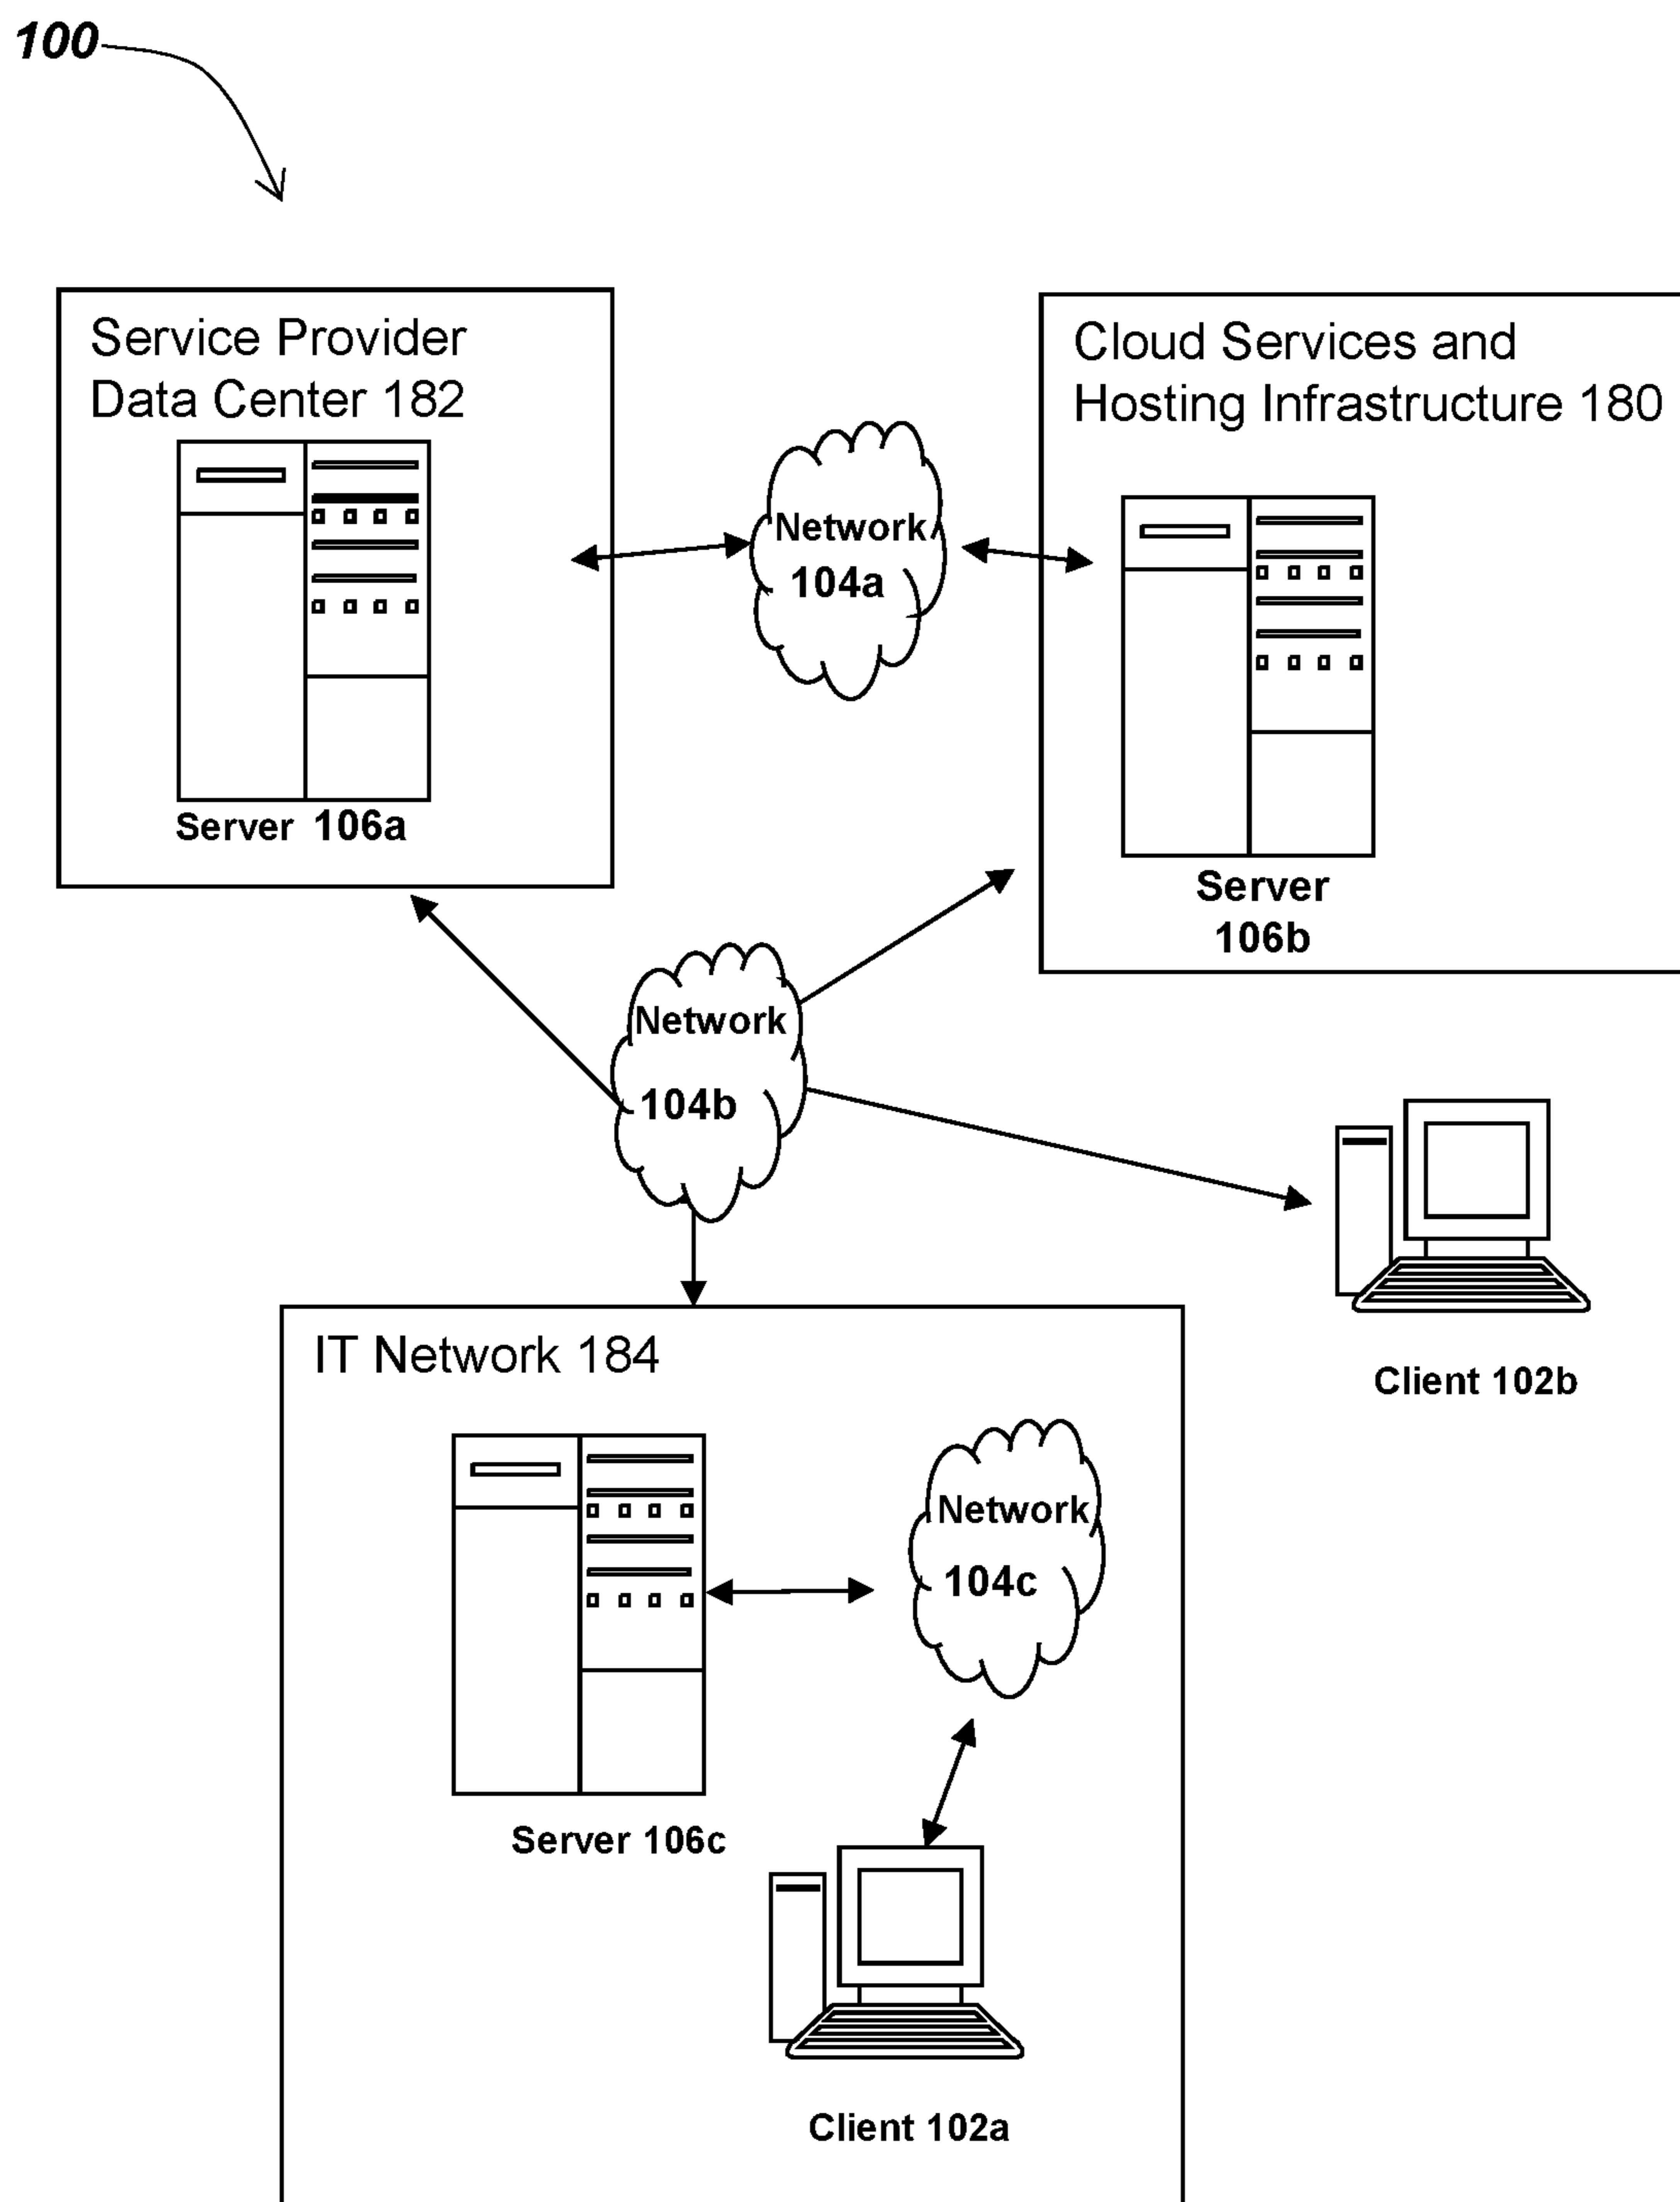 100
Service Provider
Data Center 182
Server 106a
Cloud Services and
Hosting Infrastructure 180
Server
106b
Network
104a
Network
104b
Client 102b
IT Network 184
Server 106c
Network
104c
Client 102a